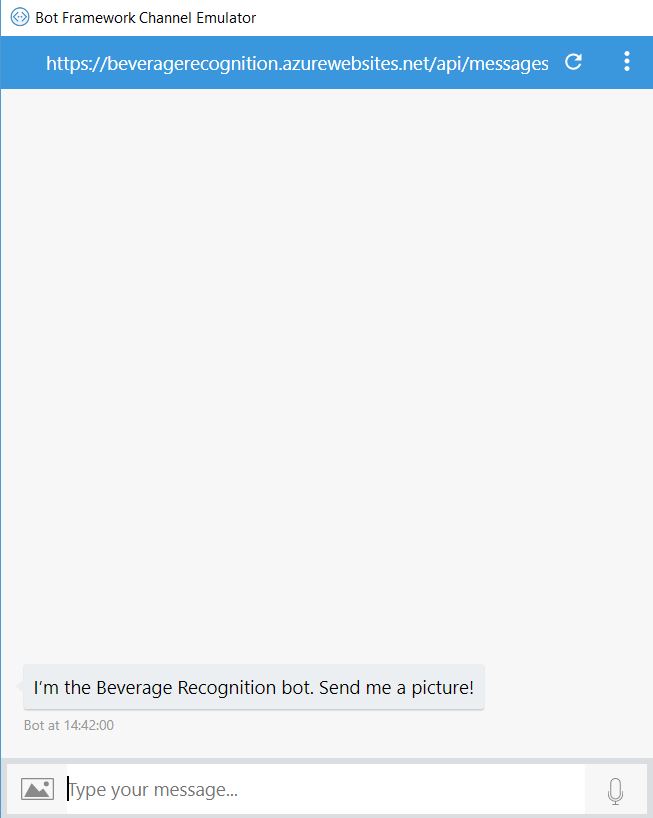 Bot Framework Channel Emulator
https://beveragerecognition.azurewebsites.net/api/messages
I'm the Beverage Recognition bot. Send me a picture!
Bot at 14:42:00
Type your message...